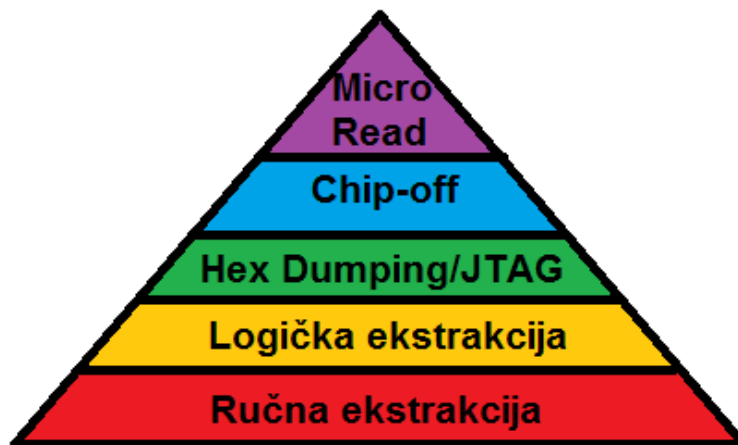 Micro
Read
Chip-off
Hex Dumping/JTAG
Logička ekstrakcija
Ručna ekstrakcija